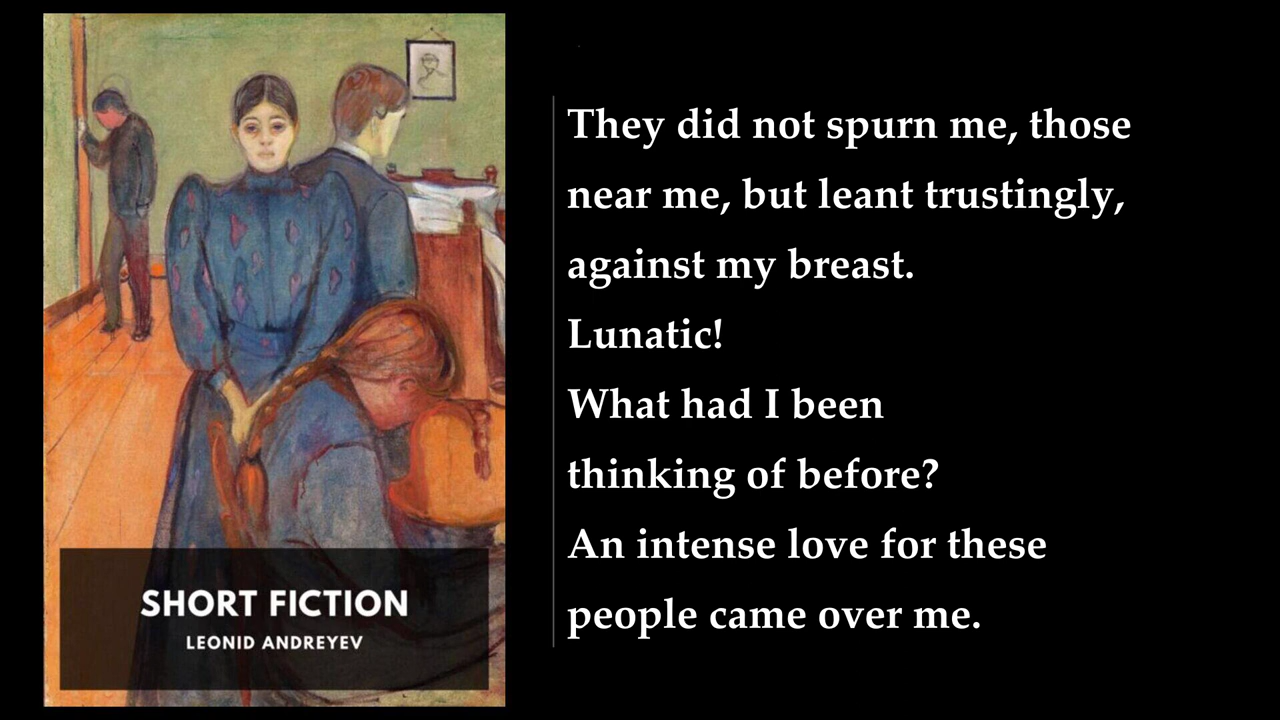 SHORT FICTION
LEONID ANDREYEV
They did not spurn me, those
near me, but leant trustingly,
against my breast.
Lunatic!
What had I been
thinking of before?
An intense love for these
people came over me.